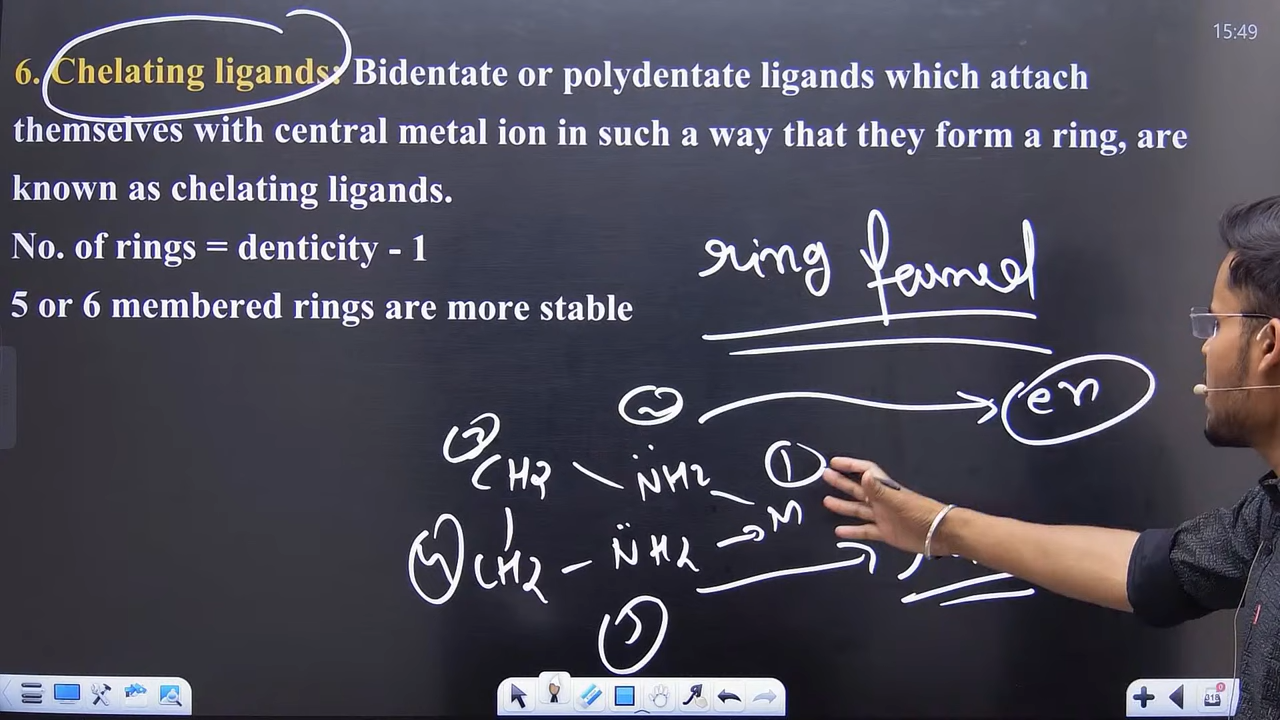 15:49
6. Chelating ligands: Bidentate or polydentate ligands which attach
themselves with central metal ion in such a way that they form a ring, are
known as chelating ligands.
No. of rings = denticity - 1
5 or 6 membered rings are more stable
ring formed
en
2
3
CH2 N̈H2 1
M
4 CH2 - N̈H2
5